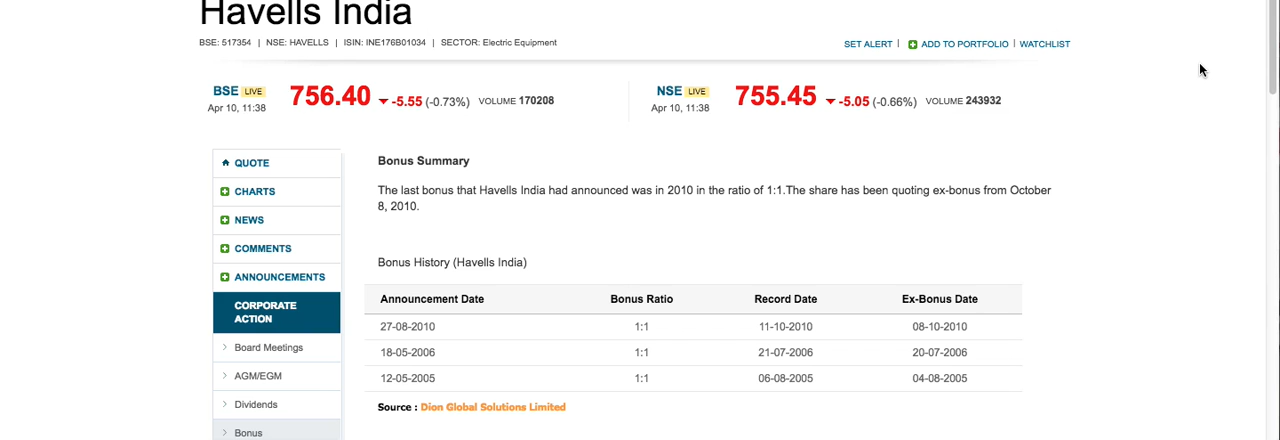 Havells India
BSE: 517354 | NSE: HAVELLS | ISIN: INE176B01034 | SECTOR: Electric Equipment
SET ALERT | ADD TO PORTFOLIO | WATCHLIST
BSE LIVE 756.40 -5.55 (-0.73%) VOLUME 170208
Apr 10, 11:38
NSE LIVE 755.45 -5.05 (-0.66%) VOLUME 243932
Apr 10, 11:38
QUOTE
CHARTS
NEWS
COMMENTS
ANNOUNCEMENTS
CORPORATE
ACTION
Board Meetings
AGM/EGM
Dividends
Bonus
Bonus Summary
The last bonus that Havells India had announced was in 2010 in the ratio of 1:1.The share has been quoting ex-bonus from October
8, 2010.
Bonus History (Havells India)
Announcement Date Bonus Ratio Record Date Ex-Bonus Date
27-08-2010 1:1 11-10-2010 08-10-2010
18-05-2006 1:1 21-07-2006 20-07-2006
12-05-2005 1:1 06-08-2005 04-08-2005
Source : Dion Global Solutions Limited